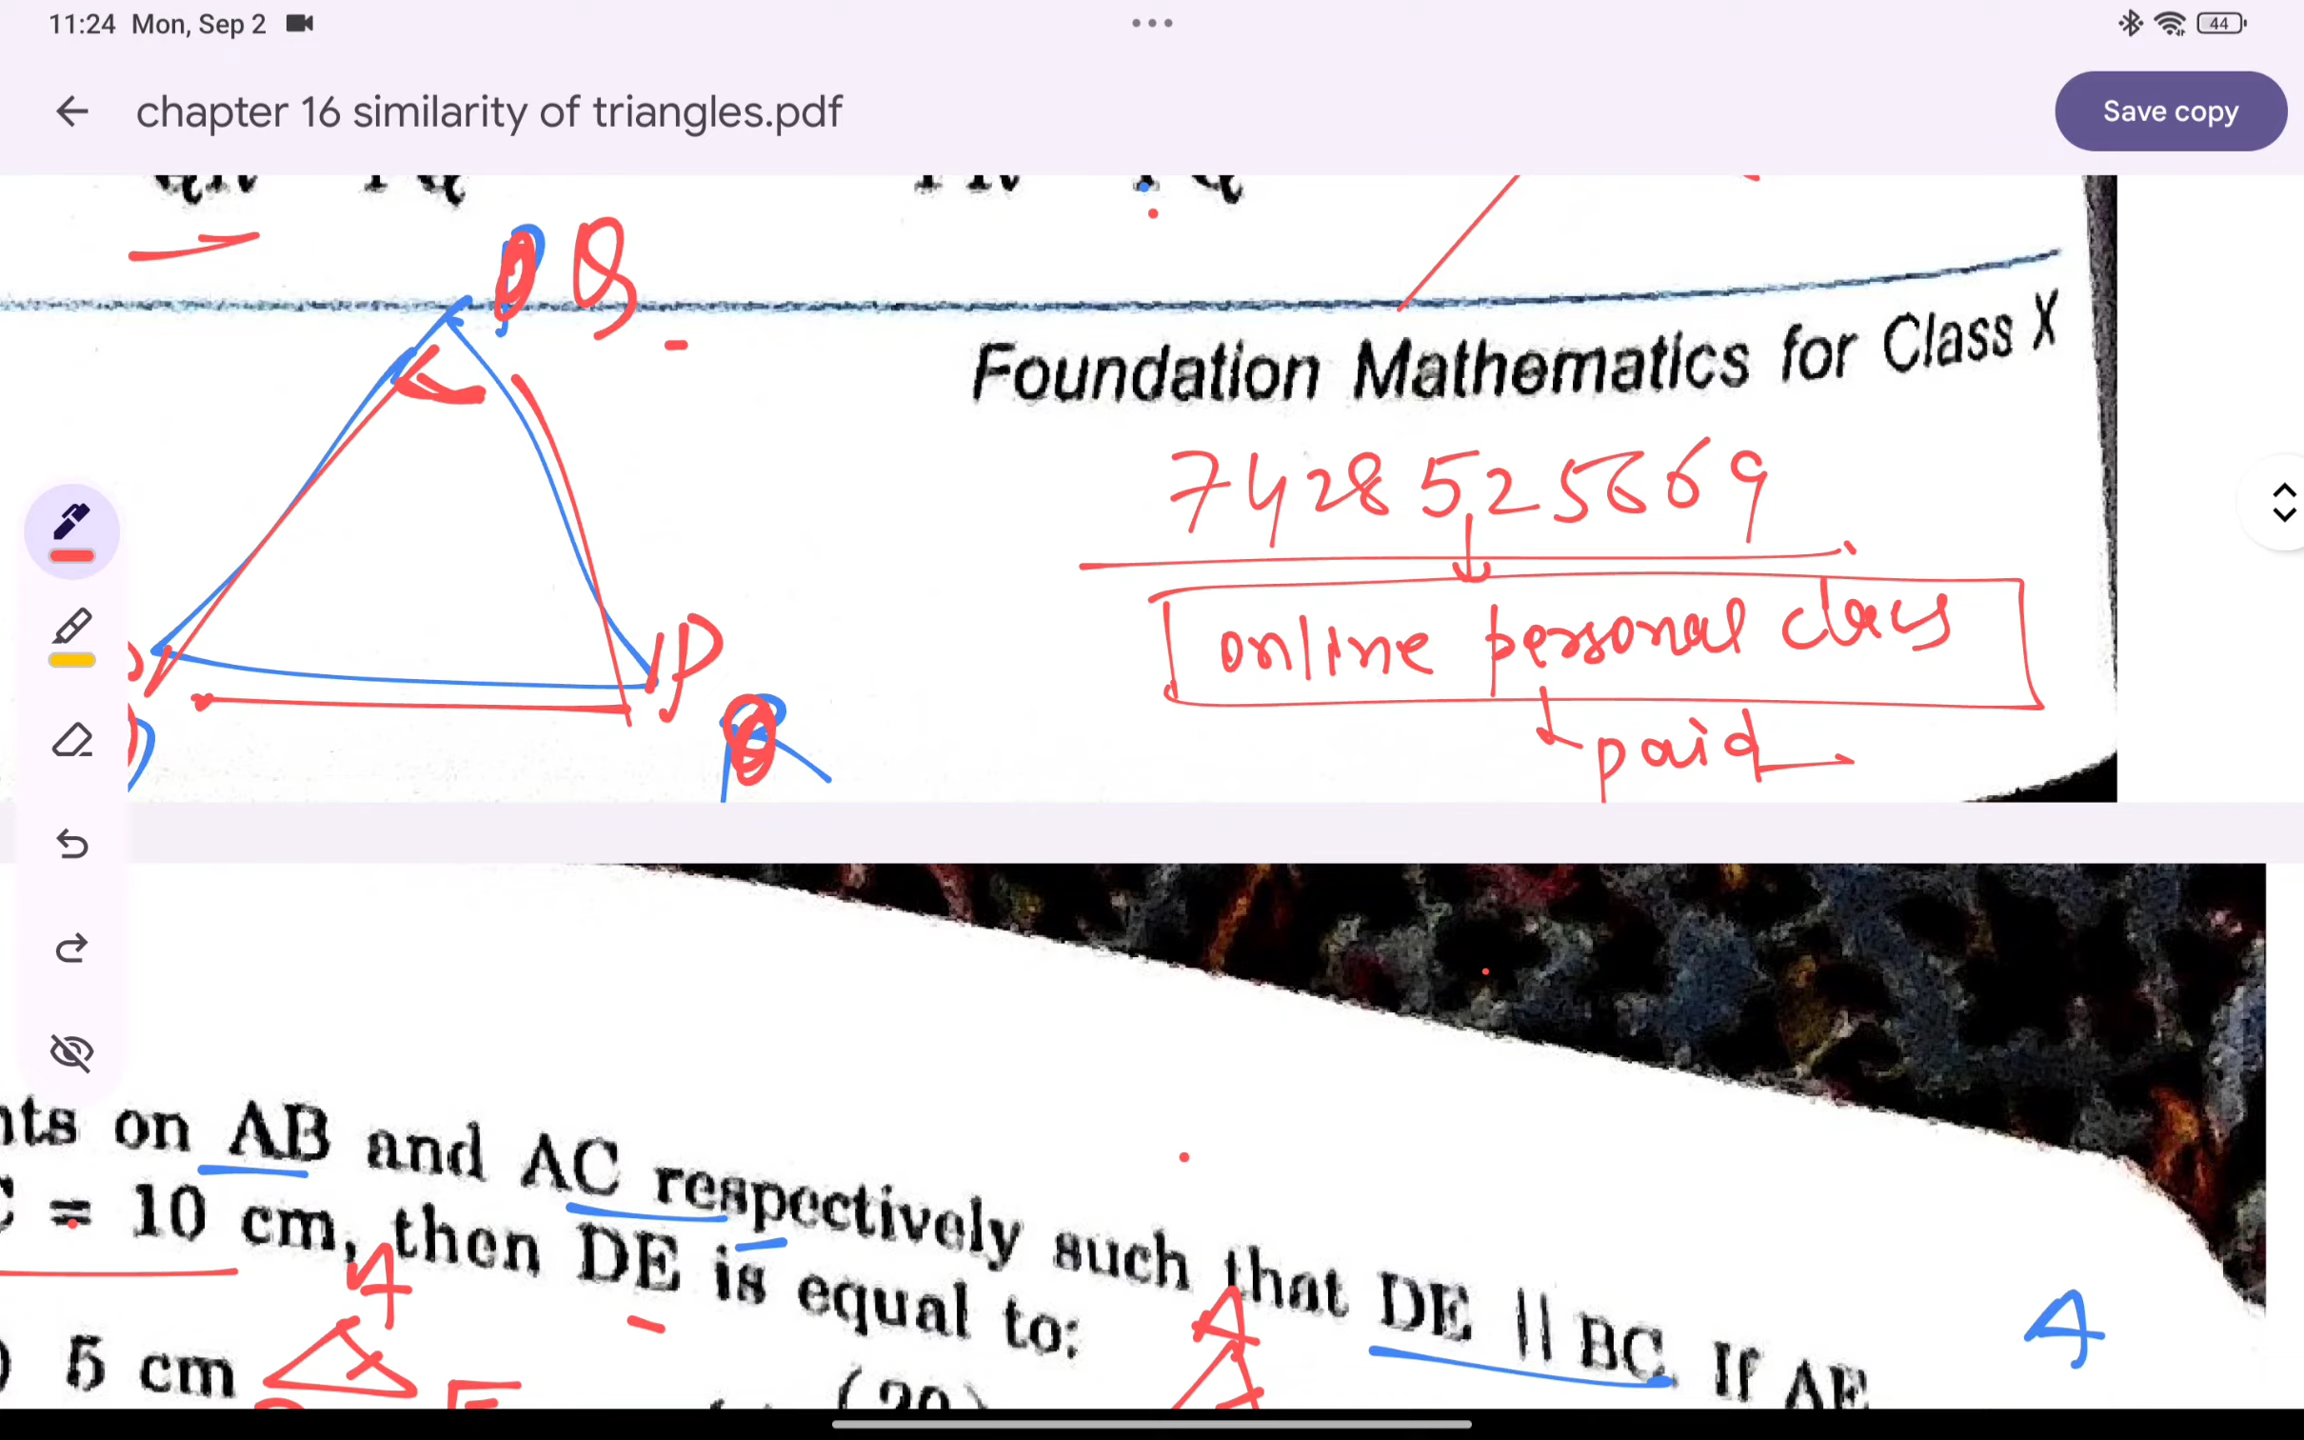 11:24 Mon, Sep 2
44
chapter 16 similarity of triangles.pdf
Save copy
Q
Foundation Mathematics for Class X
7428525669
online personal class
P
paid
nts on AB and AC respectively such that DE || BC. If AE
C = 10 cm, then DE is equal to:
A
A
4
) 5 cm
E
(20)